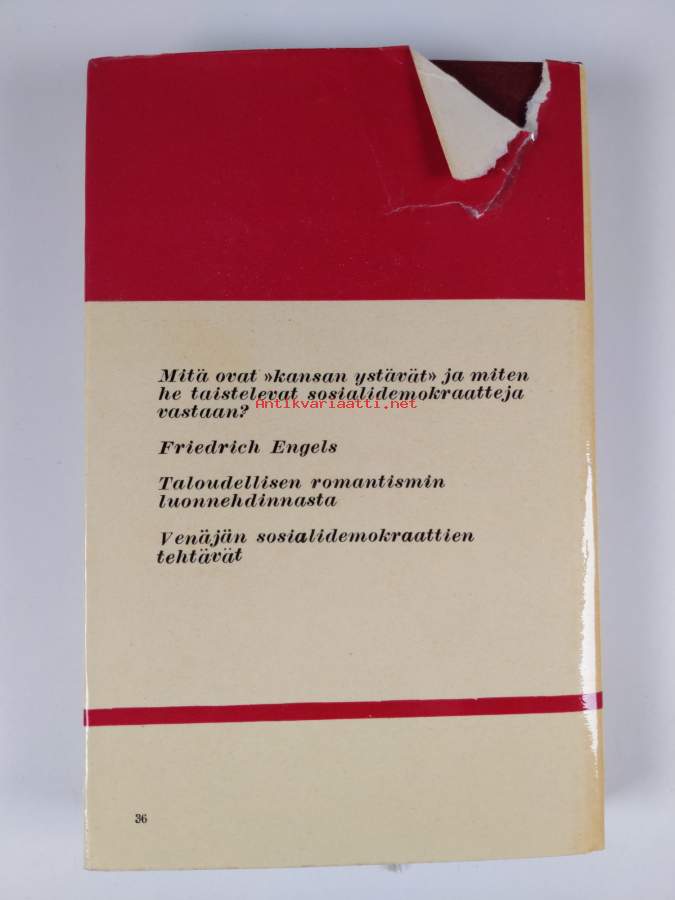 Mitä ovat »kansan ystävät» ja miten
he taistelevat sosialidemokraatteja
Antikvariaatti.net
vastaan?
Friedrich Engels
Taloudellisen romantismin
luonnehdinnasta
Venäjän sosialidemokraattien
tehtävät
36